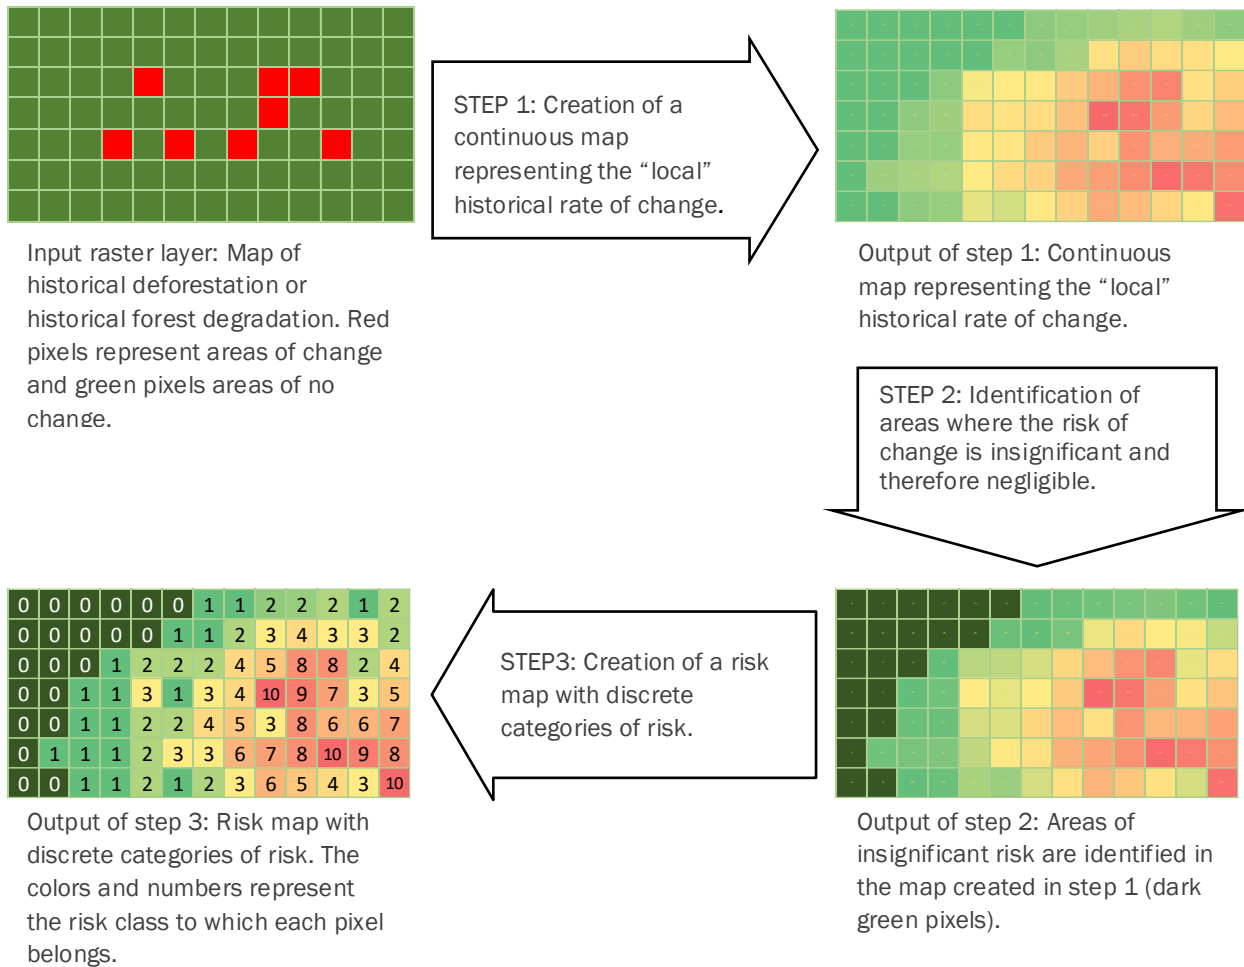 STEP 1: Creation of a
continuous map
representing the “local”
historical rate of change.
Input raster layer: Map of
historical deforestation or
historical forest degradation. Red
pixels represent areas of change
and green pixels areas of no
change.
Output of step 1: Continuous
map representing the “local”
historical rate of change.
STEP 2: Identification of
areas where the risk of
change is insignificant and
therefore negligible.
Output of step 2: Areas of
insignificant risk are identified in
the map created in step 1 (dark
green pixels).
STEP3: Creation of a risk
map with discrete
categories of risk.
0 0 0 0 0 0 1 1 2 2 2 1 2
0 0 0 0 0 1 1 2 3 4 3 3 2
0 0 0 1 2 2 2 4 5 8 8 2 4
0 0 1 1 3 1 3 4 10 9 7 3 5
0 0 1 1 2 2 4 5 3 8 6 6 7
0 1 1 1 2 3 3 6 7 8 10 9 8
0 0 1 1 2 1 2 3 6 5 4 3 10
Output of step 3: Risk map with
discrete categories of risk. The
colors and numbers represent
the risk class to which each pixel
belongs.